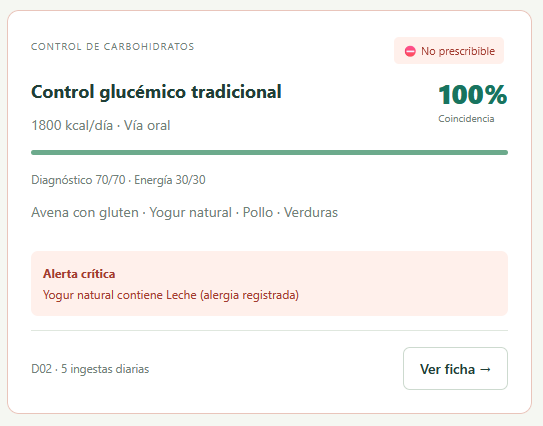 CONTROL DE CARBOHIDRATOS
No prescribible
Control glucémico tradicional
100%
1800 kcal/día · Vía oral
Coincidencia
Diagnóstico 70/70 · Energía 30/30
Avena con gluten · Yogur natural · Pollo · Verduras
Alerta crítica
Yogur natural contiene Leche (alergia registrada)
D02 · 5 ingestas diarias
Ver ficha →